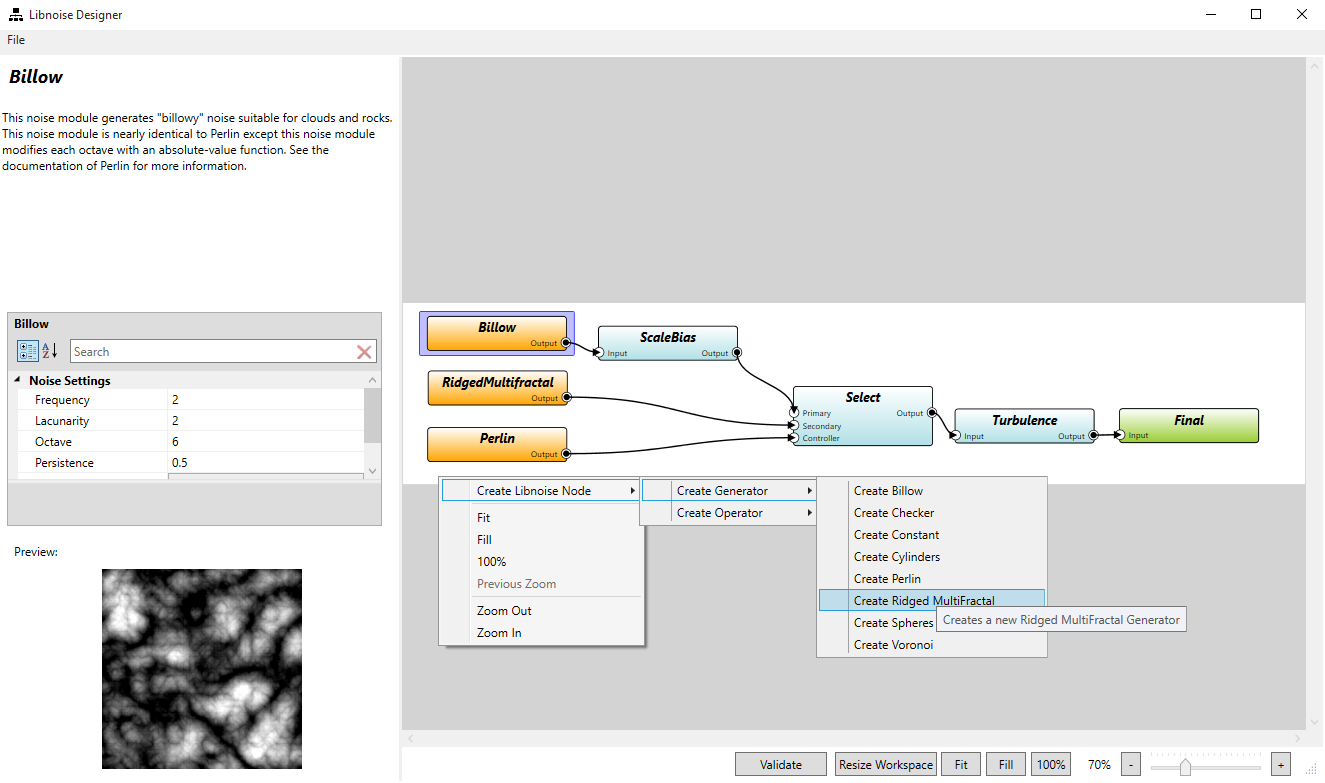 Libnoise Designer
File
Billow
This noise module generates "billowy" noise suitable for clouds and rocks.
This noise module is nearly identical to Perlin except this noise module
modifies each octave with an absolute-value function. See the
documentation of Perlin for more information.
Billow
A
Z
Search
Noise Settings
Frequency 2
Lacunarity 2
Octave 6
Persistence 0.5
Preview:
Billow
Output
ScaleBias
Input Output
RidgedMultifractal
Output
Perlin
Output
Select
Primary Output
Secondary
Controller
Turbulence
Input Output
Final
Input
Create Libnoise Node
Fit
Fill
100%
Previous Zoom
Zoom Out
Zoom In
Create Generator
Create Operator
Create Billow
Create Checker
Create Constant
Create Cylinders
Create Perlin
Create Ridged MultiFractal
Create Spheres
Create Voronoi
Creates a new Ridged MultiFractal Generator
Validate Resize Workspace Fit Fill 100% 70% - +